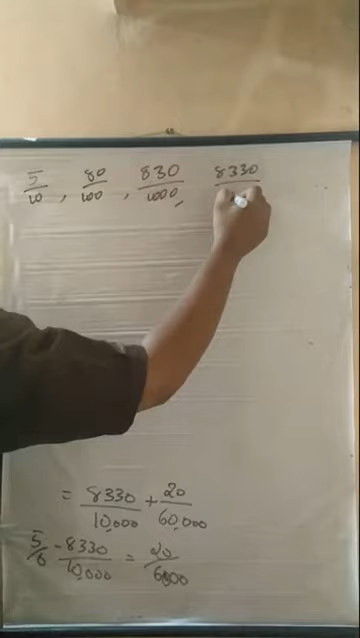 5/10, 80/100, 830/1000, 8330/
= 8330/10,000 + 20/60,000
5/6 - 8330/10,000 = 20/6000